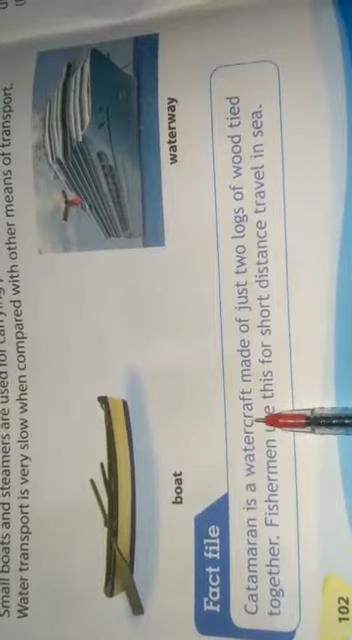 Small boats and steamers are used for
Water transport is very slow when compared with other means of transport.
boat
waterway
Fact file
Catamaran is a watercraft made of just two logs of wood tied
together. Fishermen this for short distance travel in sea.
102